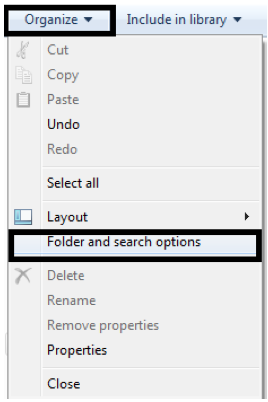 Organize Include in library
Cut
Copy
Paste
Undo
Redo
Select all
Layout
Folder and search options
Delete
Rename
Remove properties
Properties
Close